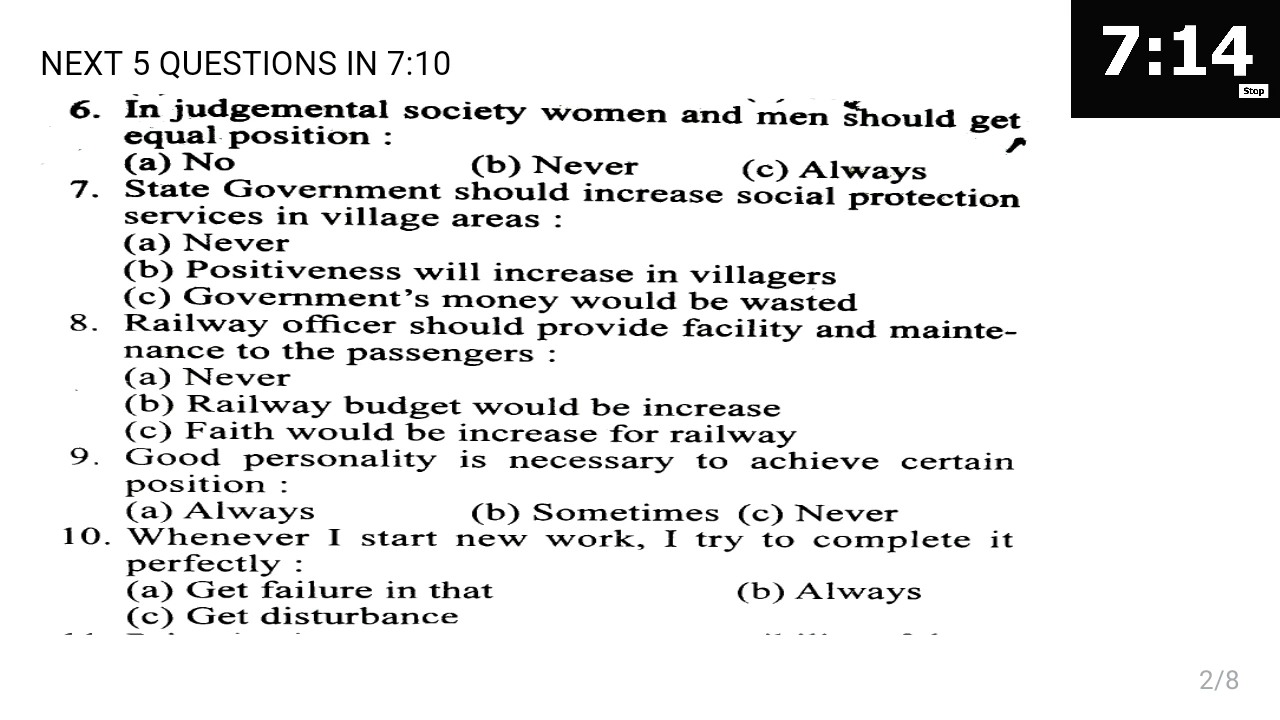 NEXT 5 QUESTIONS IN 7:10
7:14
Stop
6. In judgemental society women and men should get
equal position :
(a) No (b) Never (c) Always
7. State Government should increase social protection
services in village areas :
(a) Never
(b) Positiveness will increase in villagers
(c) Government's money would be wasted
8. Railway officer should provide facility and mainte-
nance to the passengers :
(a) Never
(b) Railway budget would be increase
(c) Faith would be increase for railway
9. Good personality is necessary to achieve certain
position :
(a) Always (b) Sometimes (c) Never
10. Whenever I start new work, I try to complete it
perfectly :
(a) Get failure in that (b) Always
(c) Get disturbance
2/8